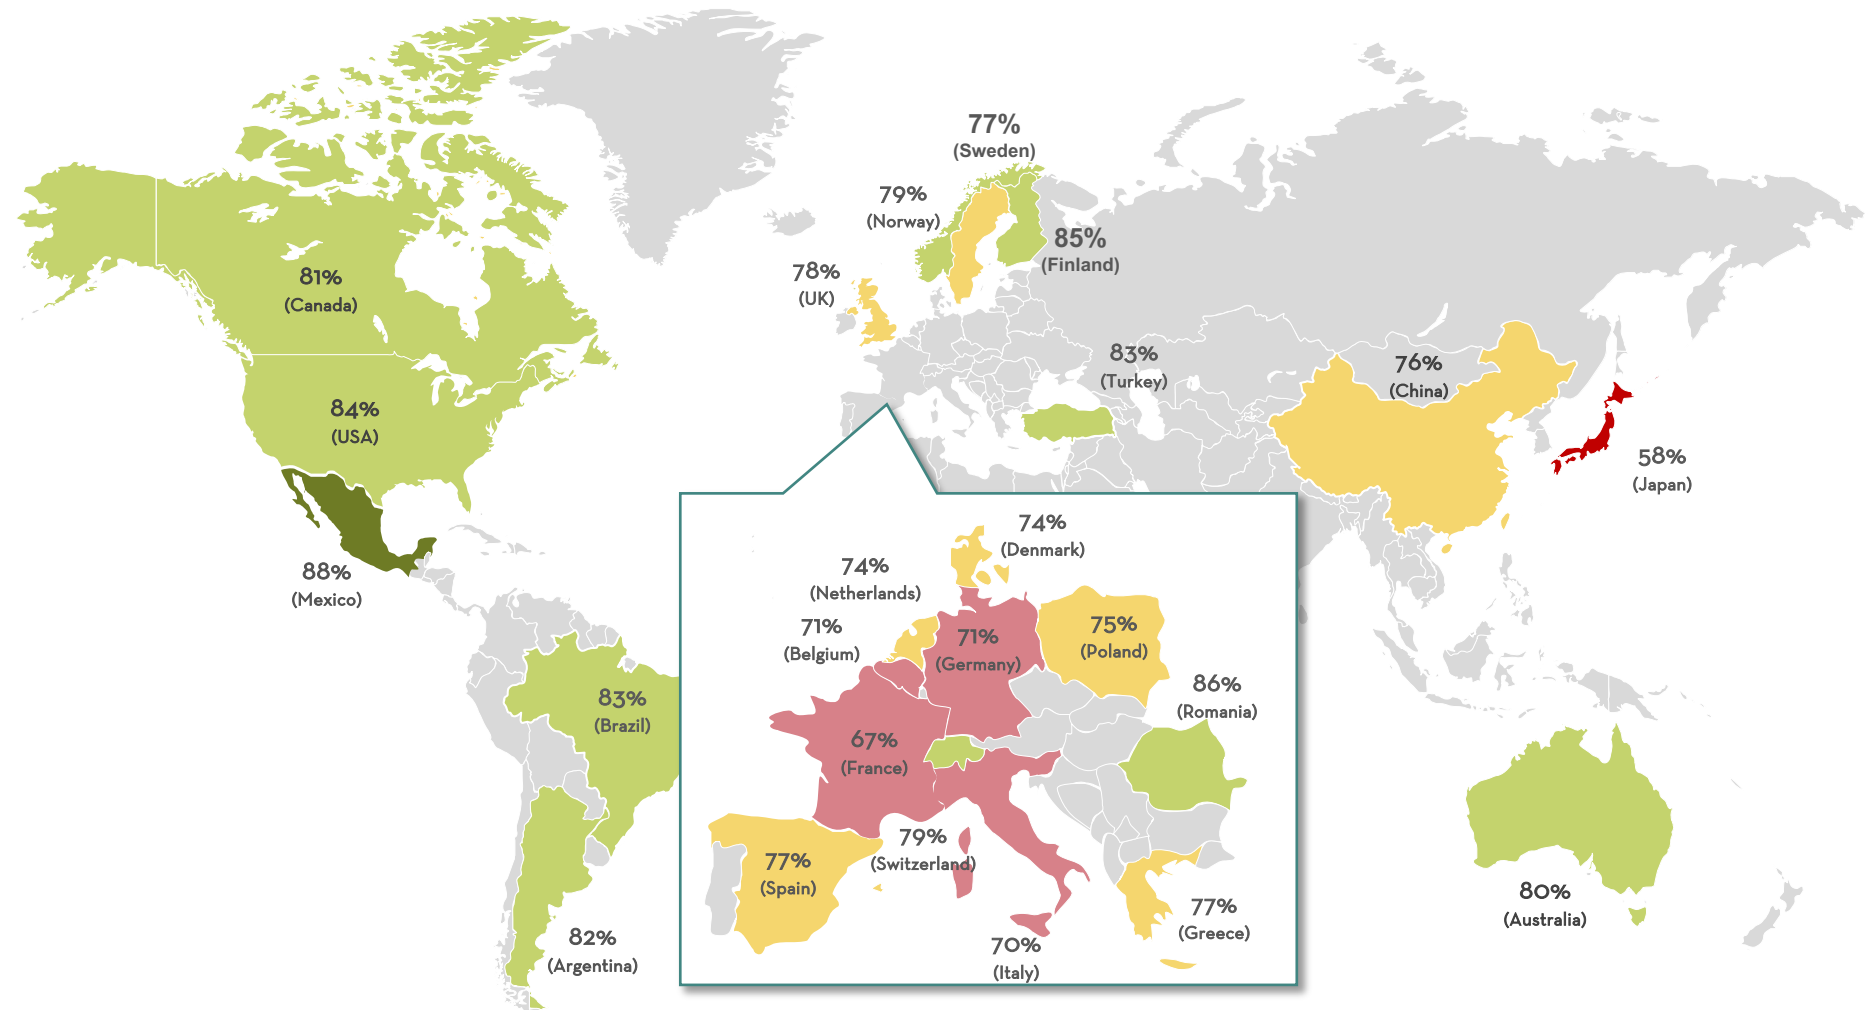 77%
(Sweden)
79%
(Norway)
85%
(Finland)
78%
(UK)
81%
(Canada)
83%
(Turkey)
76%
(China)
84%
(USA)
58%
(Japan)
88%
(Mexico)
74%
(Denmark)
74%
(Netherlands)
71%
(Belgium)
71%
(Germany)
75%
(Poland)
86%
(Romania)
83%
(Brazil)
67%
(France)
79%
(Switzerland)
77%
(Spain)
77%
(Greece)
70%
(Italy)
80%
(Australia)
82%
(Argentina)